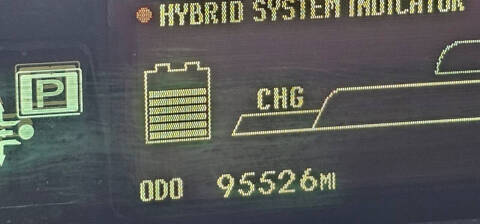 HYBRID SYSTEM INDICATOR
P
CHG
ODO 95526MI